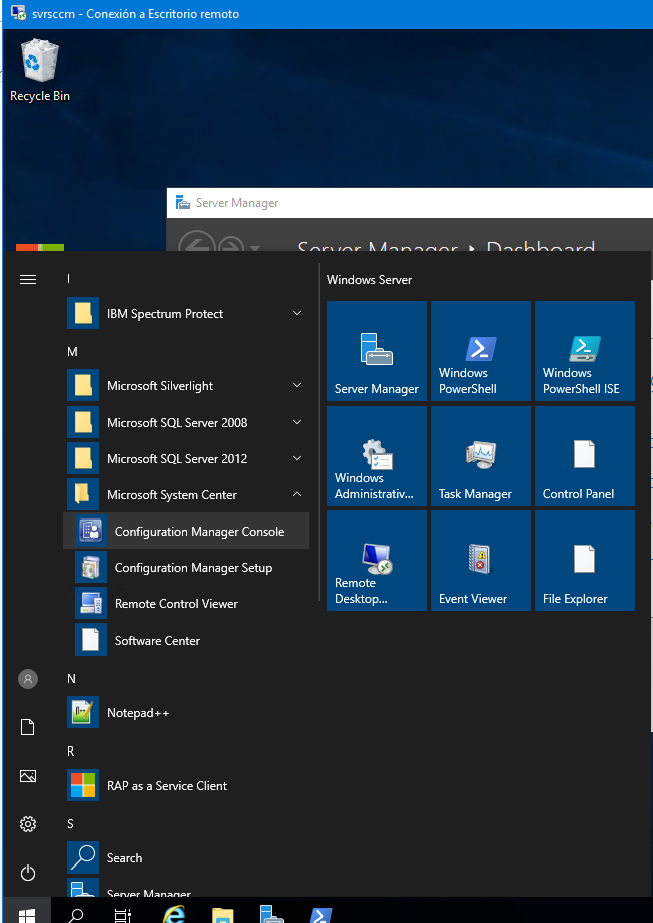 svrsccm - Conexión a Escritorio remoto
Recycle Bin
Server Manager
Server Manager
Dashboard
I
IBM Spectrum Protect
M
Microsoft Silverlight
Microsoft SQL Server 2008
Microsoft SQL Server 2012
Microsoft System Center
Configuration Manager Console
Configuration Manager Setup
Remote Control Viewer
Software Center
N
Notepad++
R
RAP as a Service Client
S
Search
Server Manager
Windows Server
Server Manager
Windows
PowerShell
Windows
PowerShell ISE
Windows
Administrativ...
Task Manager
Control Panel
Remote
Desktop...
Event Viewer
File Explorer